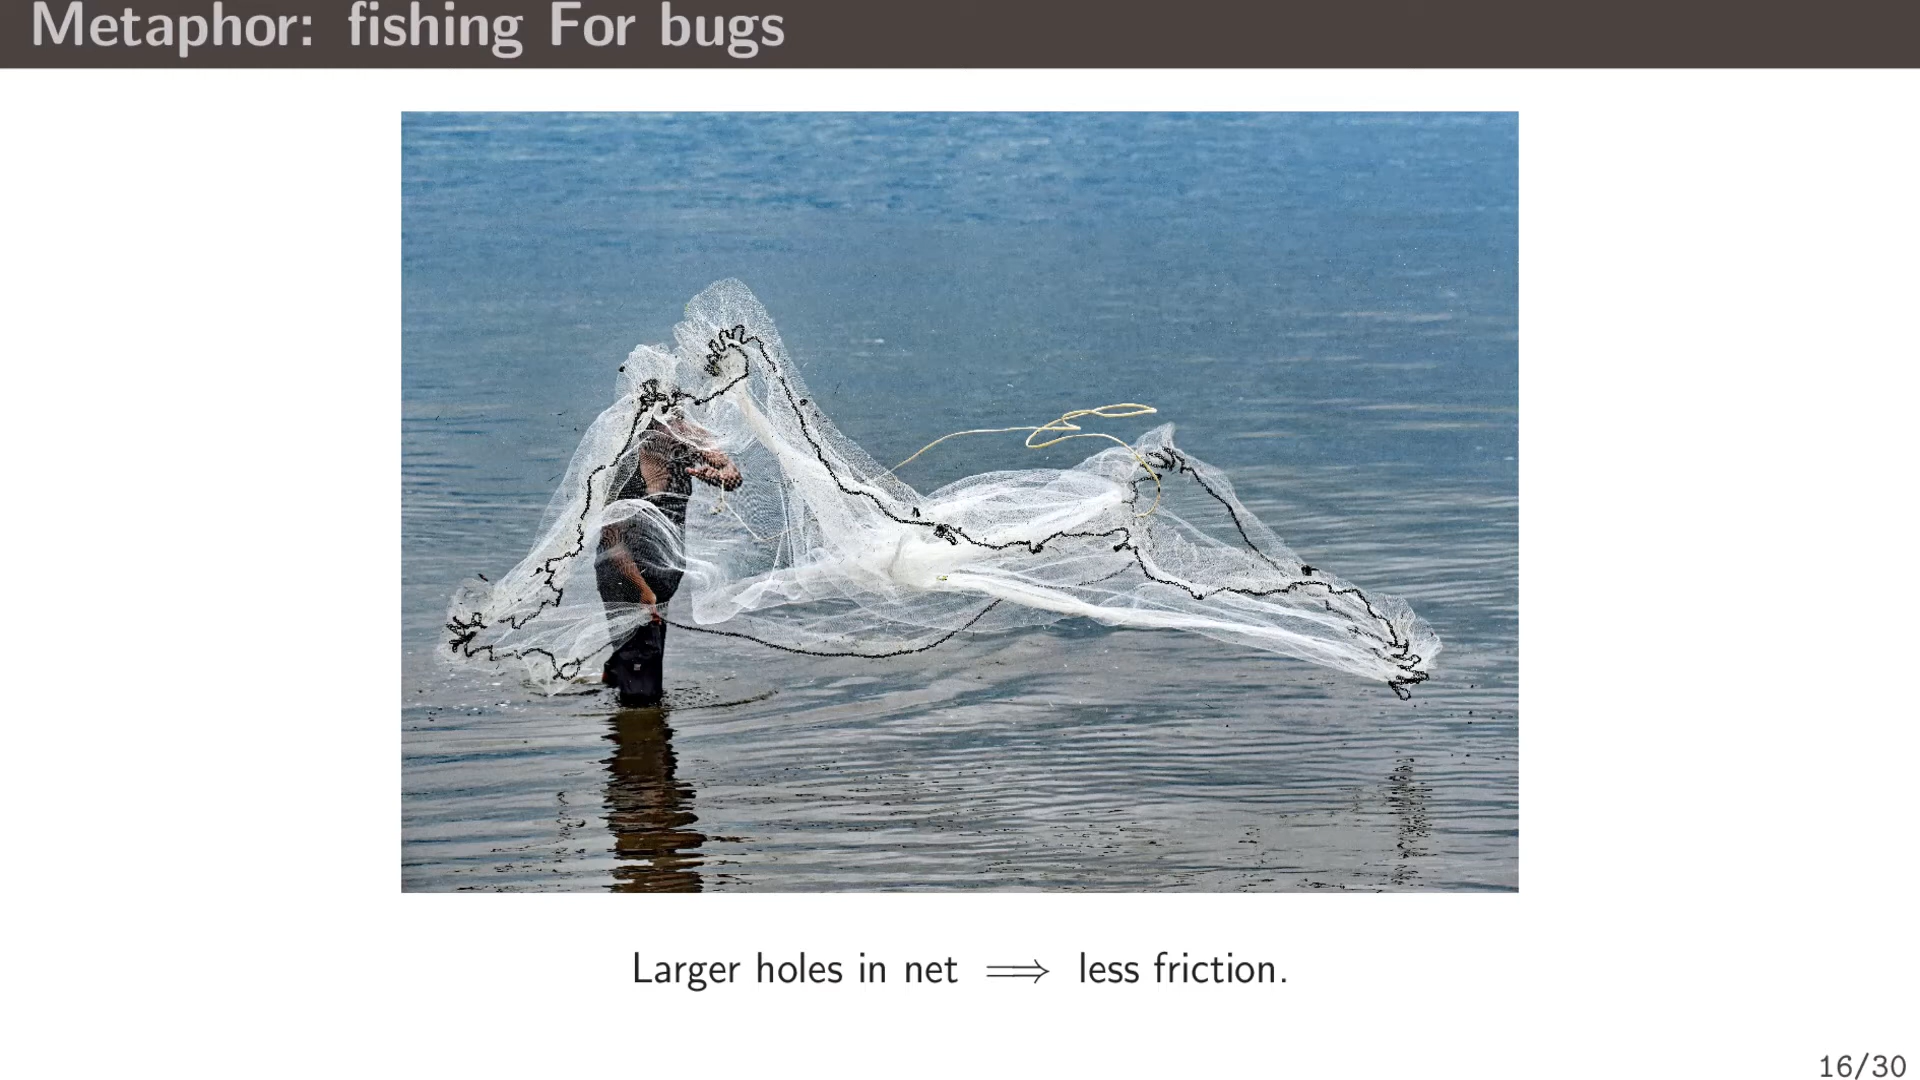 Metaphor: fishing For bugs
Larger holes in net ⟹ less friction.
16/30